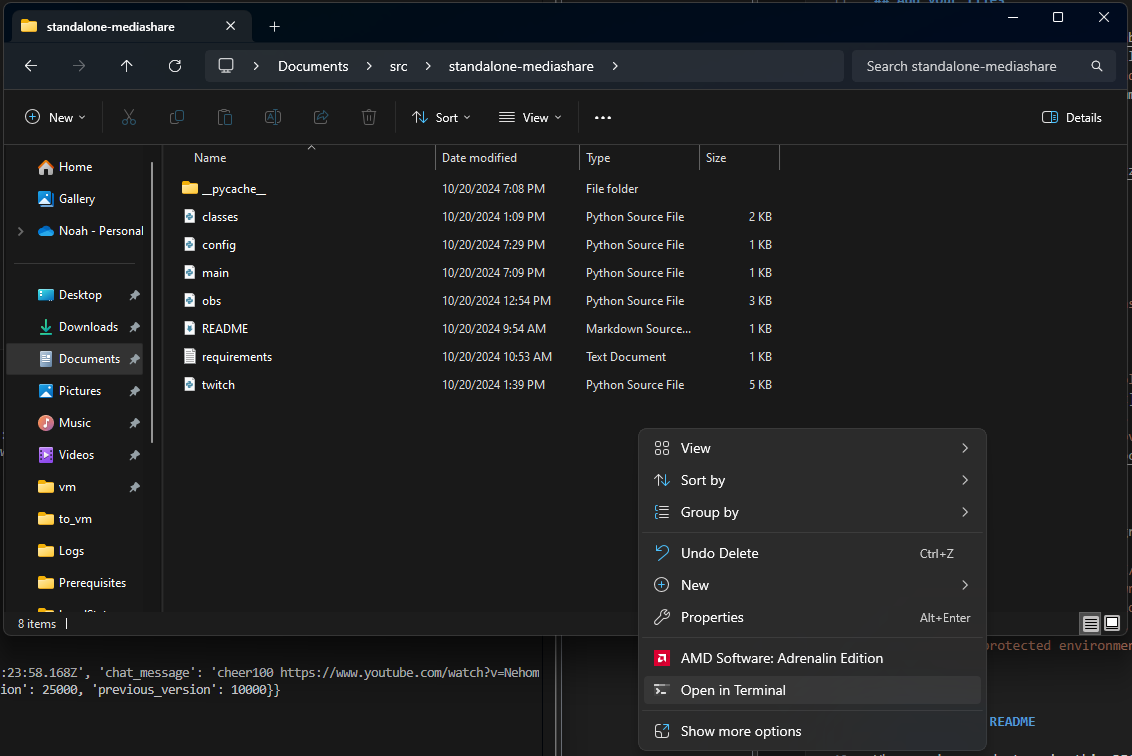 ## Add your files
standalone-mediashare
Documents
src
standalone-mediashare
Search standalone-mediashare
New
Sort
View
Details
Home
Gallery
Noah - Personal
Desktop
Downloads
Documents
Pictures
Music
Videos
vm
to_vm
Logs
Prerequisites
Name Date modified Type Size
__pycache__ 10/20/2024 7:08 PM File folder
classes 10/20/2024 1:09 PM Python Source File 2 KB
config 10/20/2024 7:29 PM Python Source File 1 KB
main 10/20/2024 7:09 PM Python Source File 1 KB
obs 10/20/2024 12:54 PM Python Source File 3 KB
README 10/20/2024 9:54 AM Markdown Source... 1 KB
requirements 10/20/2024 10:53 AM Text Document 1 KB
twitch 10/20/2024 1:39 PM Python Source File 5 KB
View
Sort by
Group by
Undo Delete Ctrl+Z
New
Properties Alt+Enter
AMD Software: Adrenalin Edition
Open in Terminal
Show more options
8 items
:23:58.168Z', 'chat_message': 'cheer100 https://www.youtube.com/watch?v=Nehom
ion': 25000, 'previous_version': 10000}}
protected environmen
README